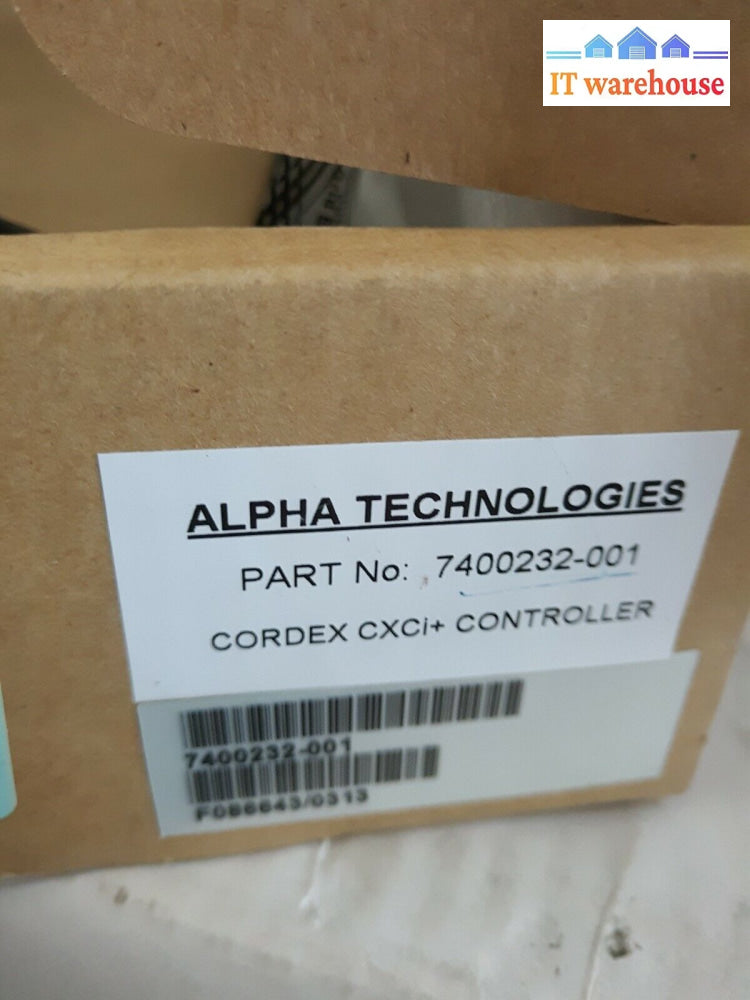 IT warehouse
ALPHA TECHNOLOGIES
PART No: 7400232-001
CORDEX CXCi+ CONTROLLER
7400232-001
F086643/0313